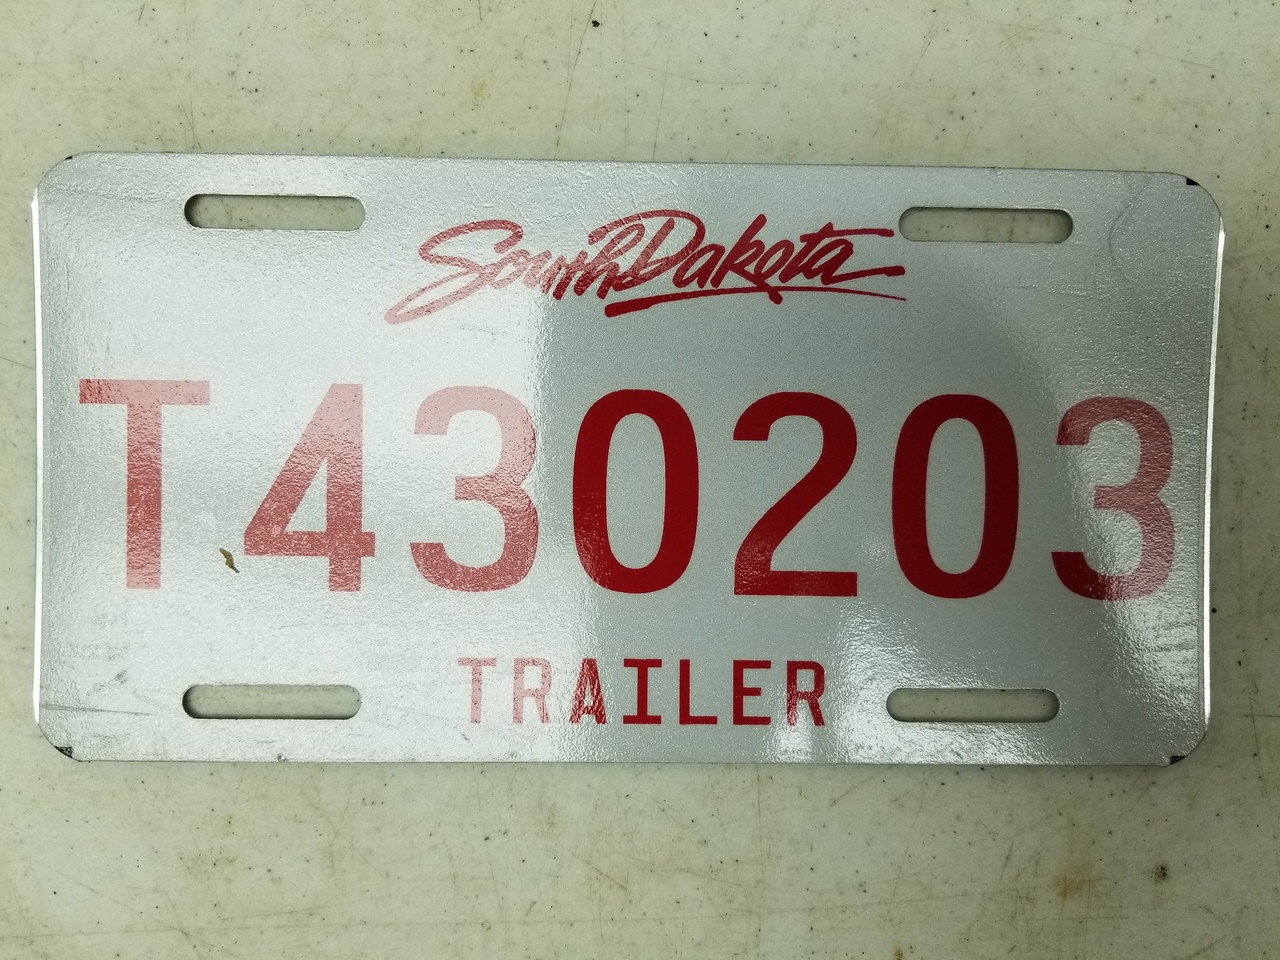 South Dakota
T430203
TRAILER